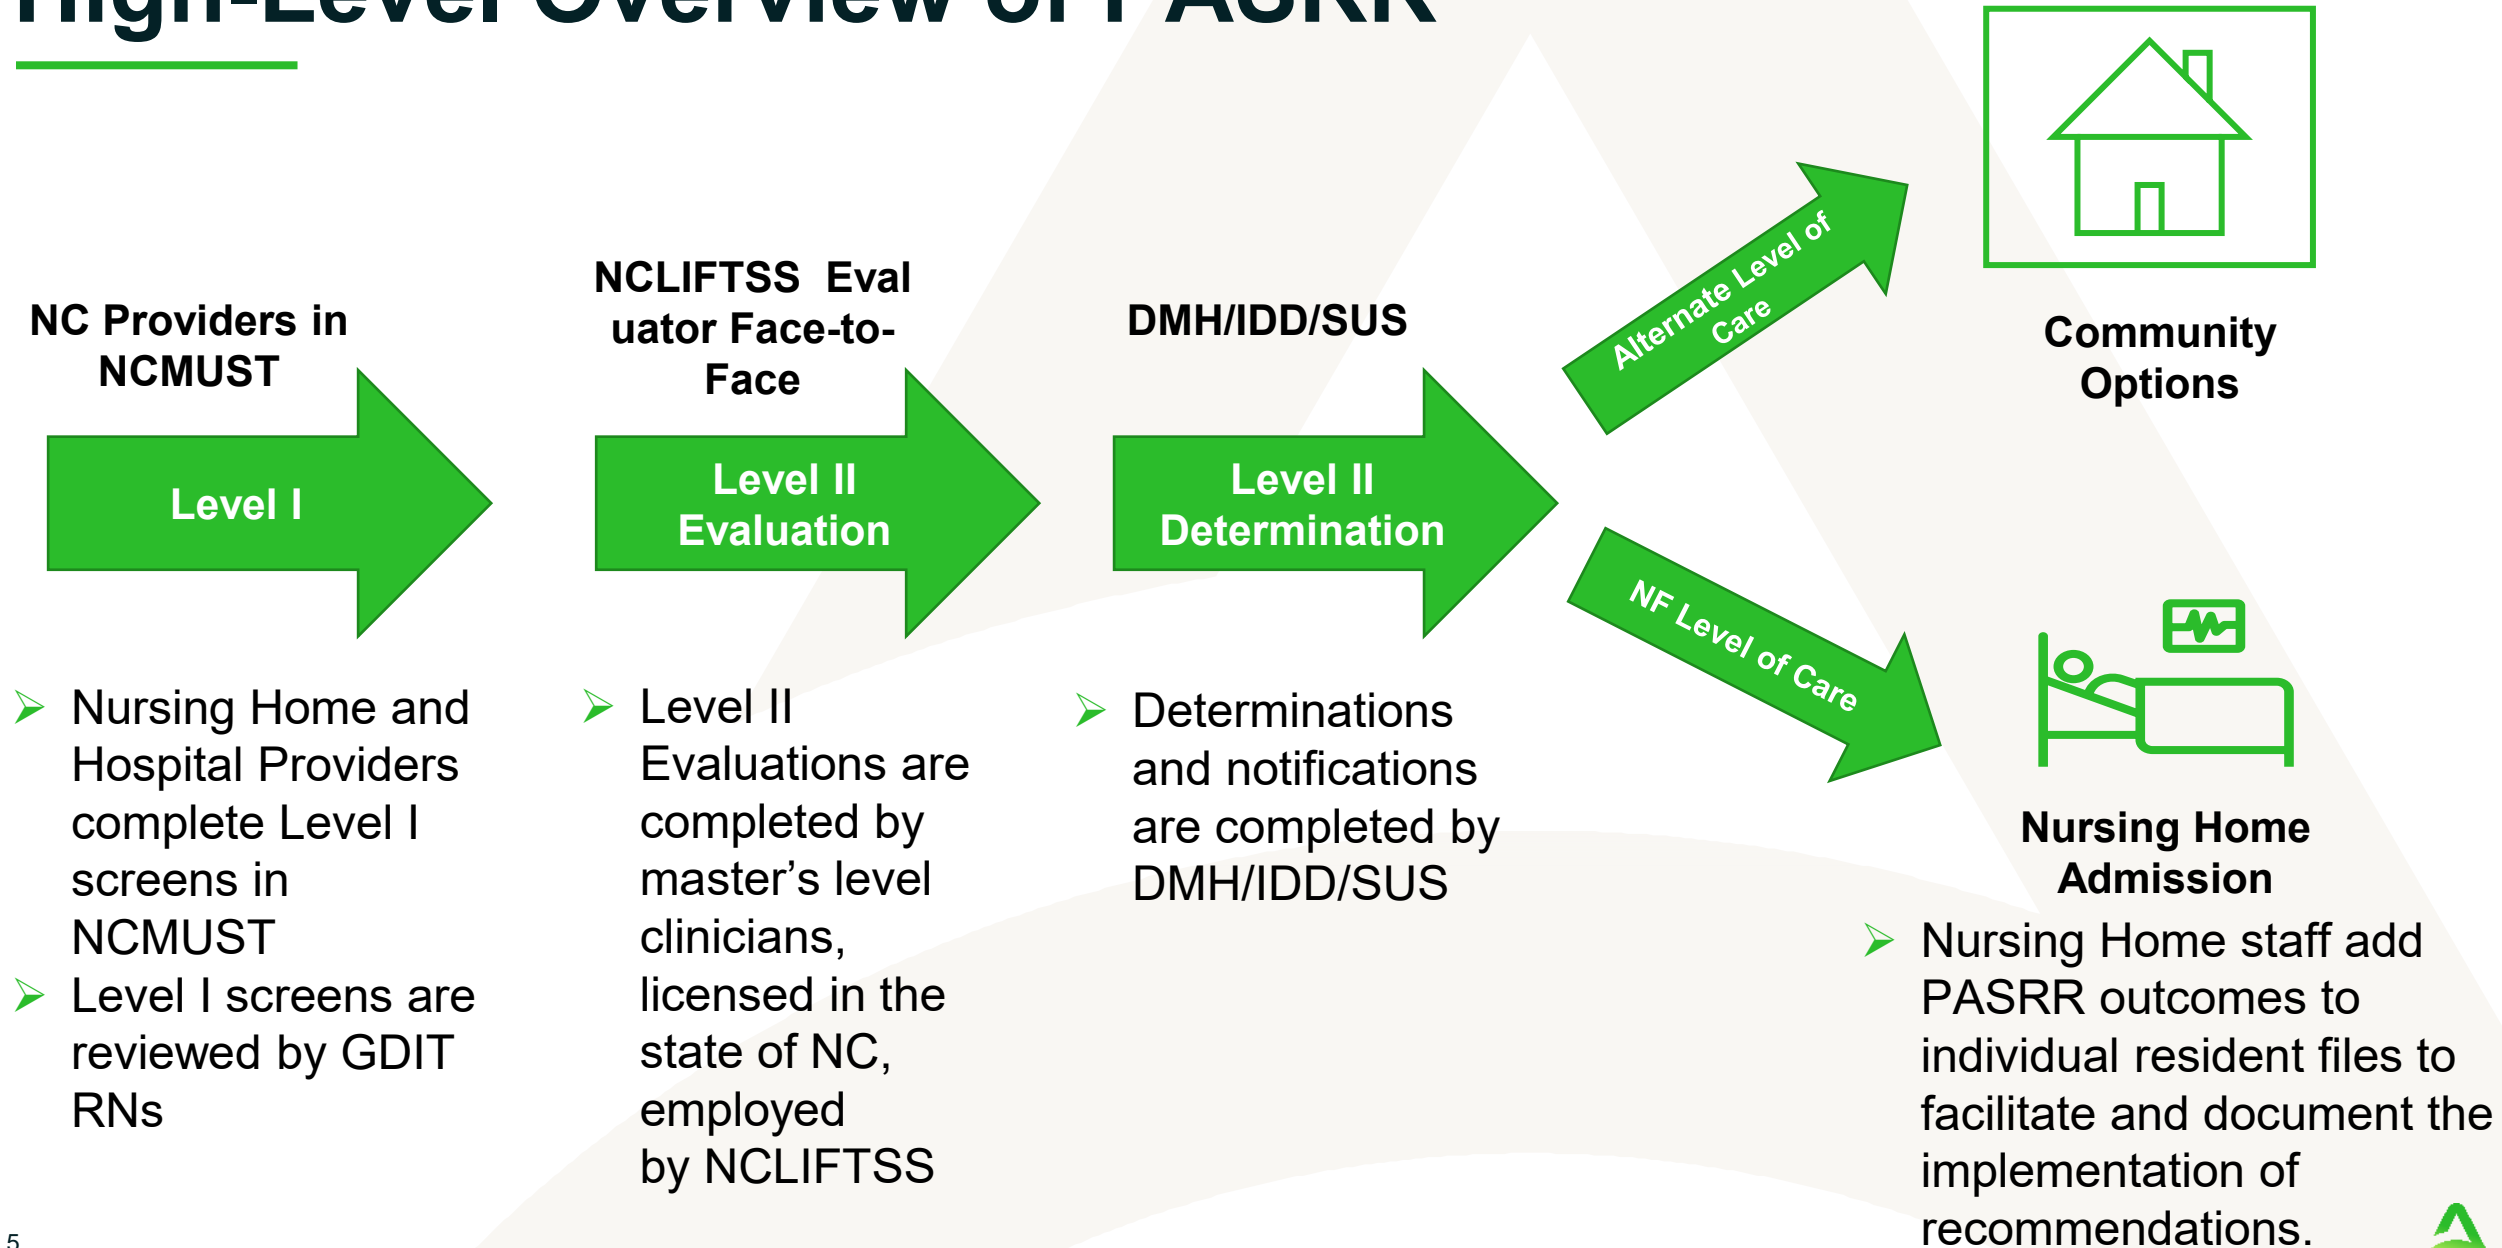 High-Level Overview of PASRR
NC Providers in
NCMUST
Level I
Nursing Home and
Hospital Providers
complete Level I
screens in
NCMUST
Level I screens are
reviewed by GDIT
RNs
NCLIFTSS  Eval
uator Face-to-
Face
Level II
Evaluation
Level II
Evaluations are
completed by
master’s level
clinicians,
licensed in the
state of NC,
employed
by NCLIFTSS
DMH/IDD/SUS
Level II
Determination
Determinations
and notifications
are completed by
DMH/IDD/SUS
Alternate Level of
Care
Community
Options
NF Level of Care
Nursing Home
Admission
Nursing Home staff add
PASRR outcomes to
individual resident files to
facilitate and document the
implementation of
recommendations.
5